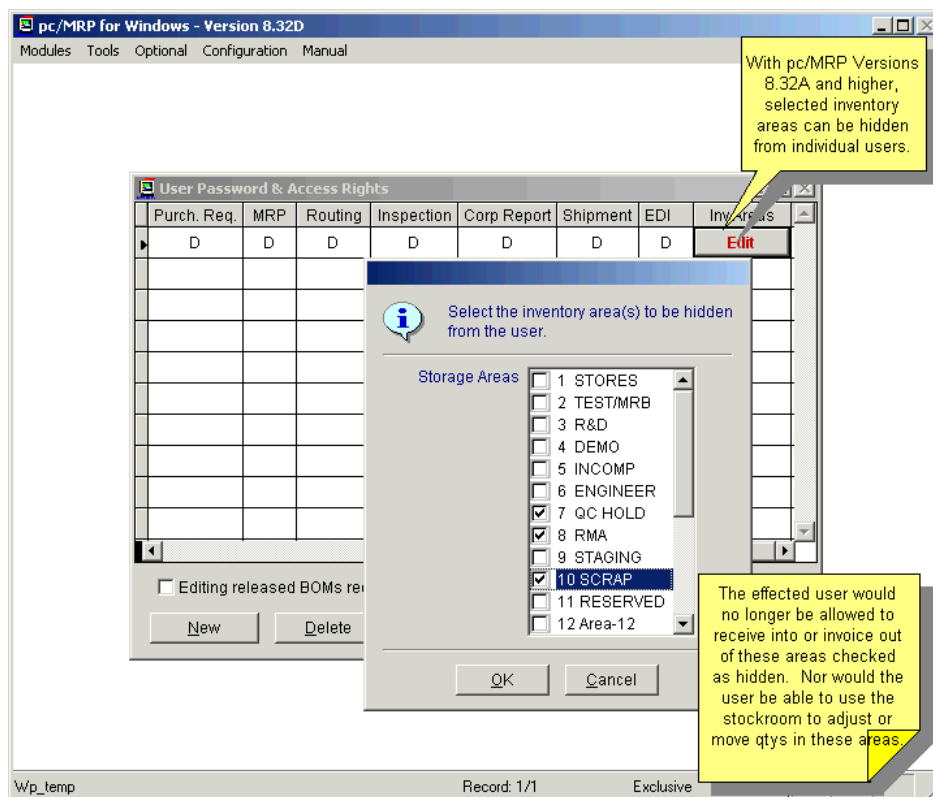 pc/MRP for Windows - Version 8.32D
Modules Tools Optional Configuration Manual
With pc/MRP Versions
8.32A and higher,
selected inventory
areas can be hidden
from individual users.
User Password & Access Rights
Purch. Req. MRP Routing Inspection Corp Report Shipment EDI Inv Areas
D D D D D D D Edit
Select the inventory area(s) to be hidden
from the user.
Storage Areas
1 STORES
2 TEST/MRB
3 R&D
4 DEMO
5 INCOMP
6 ENGINEER
7 QC HOLD
8 RMA
9 STAGING
10 SCRAP
11 RESERVED
12 Area-12
OK Cancel
Editing released BOMs
New Delete
The effected user would
no longer be allowed to
receive into or invoice out
of these areas checked
as hidden. Nor would the
user be able to use the
stockroom to adjust or
move qtys in these areas.
Wp_temp Record: 1/1 Exclusive